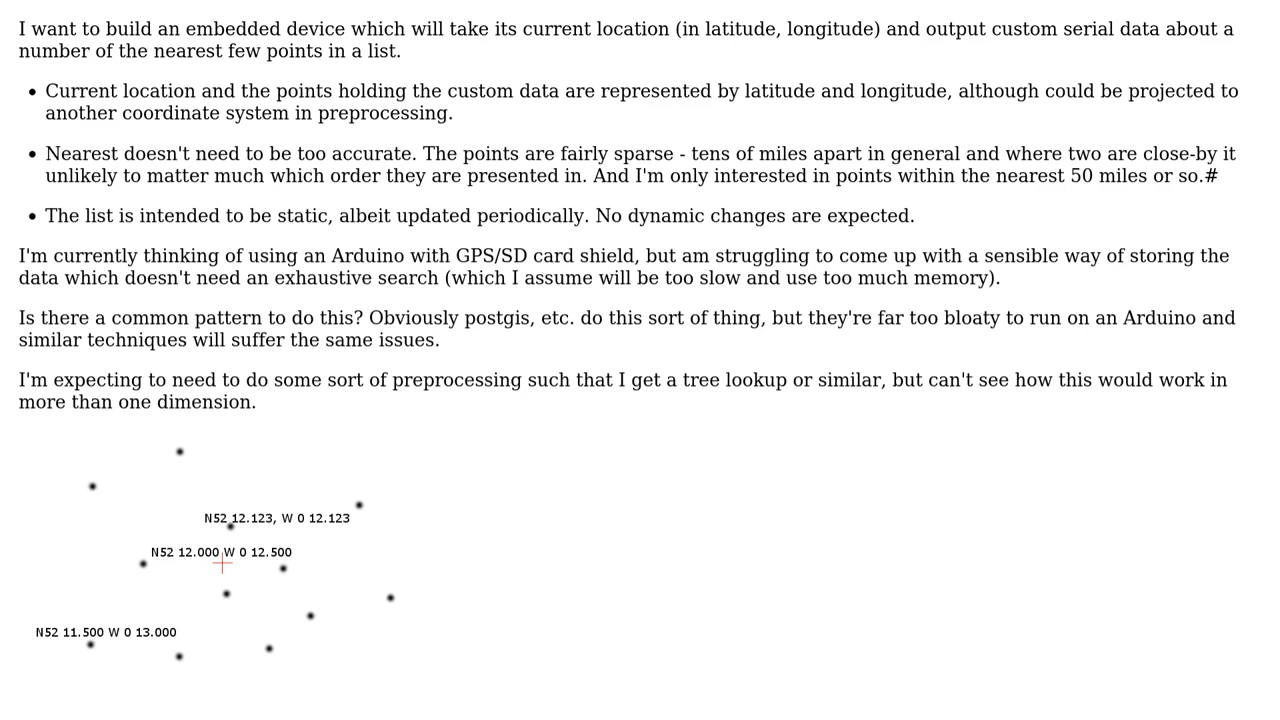 I want to build an embedded device which will take its current location (in latitude, longitude) and output custom serial data about a
number of the nearest few points in a list.
• Current location and the points holding the custom data are represented by latitude and longitude, although could be projected to
another coordinate system in preprocessing.
• Nearest doesn't need to be too accurate. The points are fairly sparse - tens of miles apart in general and where two are close-by it
unlikely to matter much which order they are presented in. And I'm only interested in points within the nearest 50 miles or so.#
• The list is intended to be static, albeit updated periodically. No dynamic changes are expected.
I'm currently thinking of using an Arduino with GPS/SD card shield, but am struggling to come up with a sensible way of storing the
data which doesn't need an exhaustive search (which I assume will be too slow and use too much memory).
Is there a common pattern to do this? Obviously postgis, etc. do this sort of thing, but they're far too bloaty to run on an Arduino and
similar techniques will suffer the same issues.
I'm expecting to need to do some sort of preprocessing such that I get a tree lookup or similar, but can't see how this would work in
more than one dimension.
N52 12.123, W 0 12.123
N52 12.000 W 0 12.500
N52 11.500 W 0 13.000